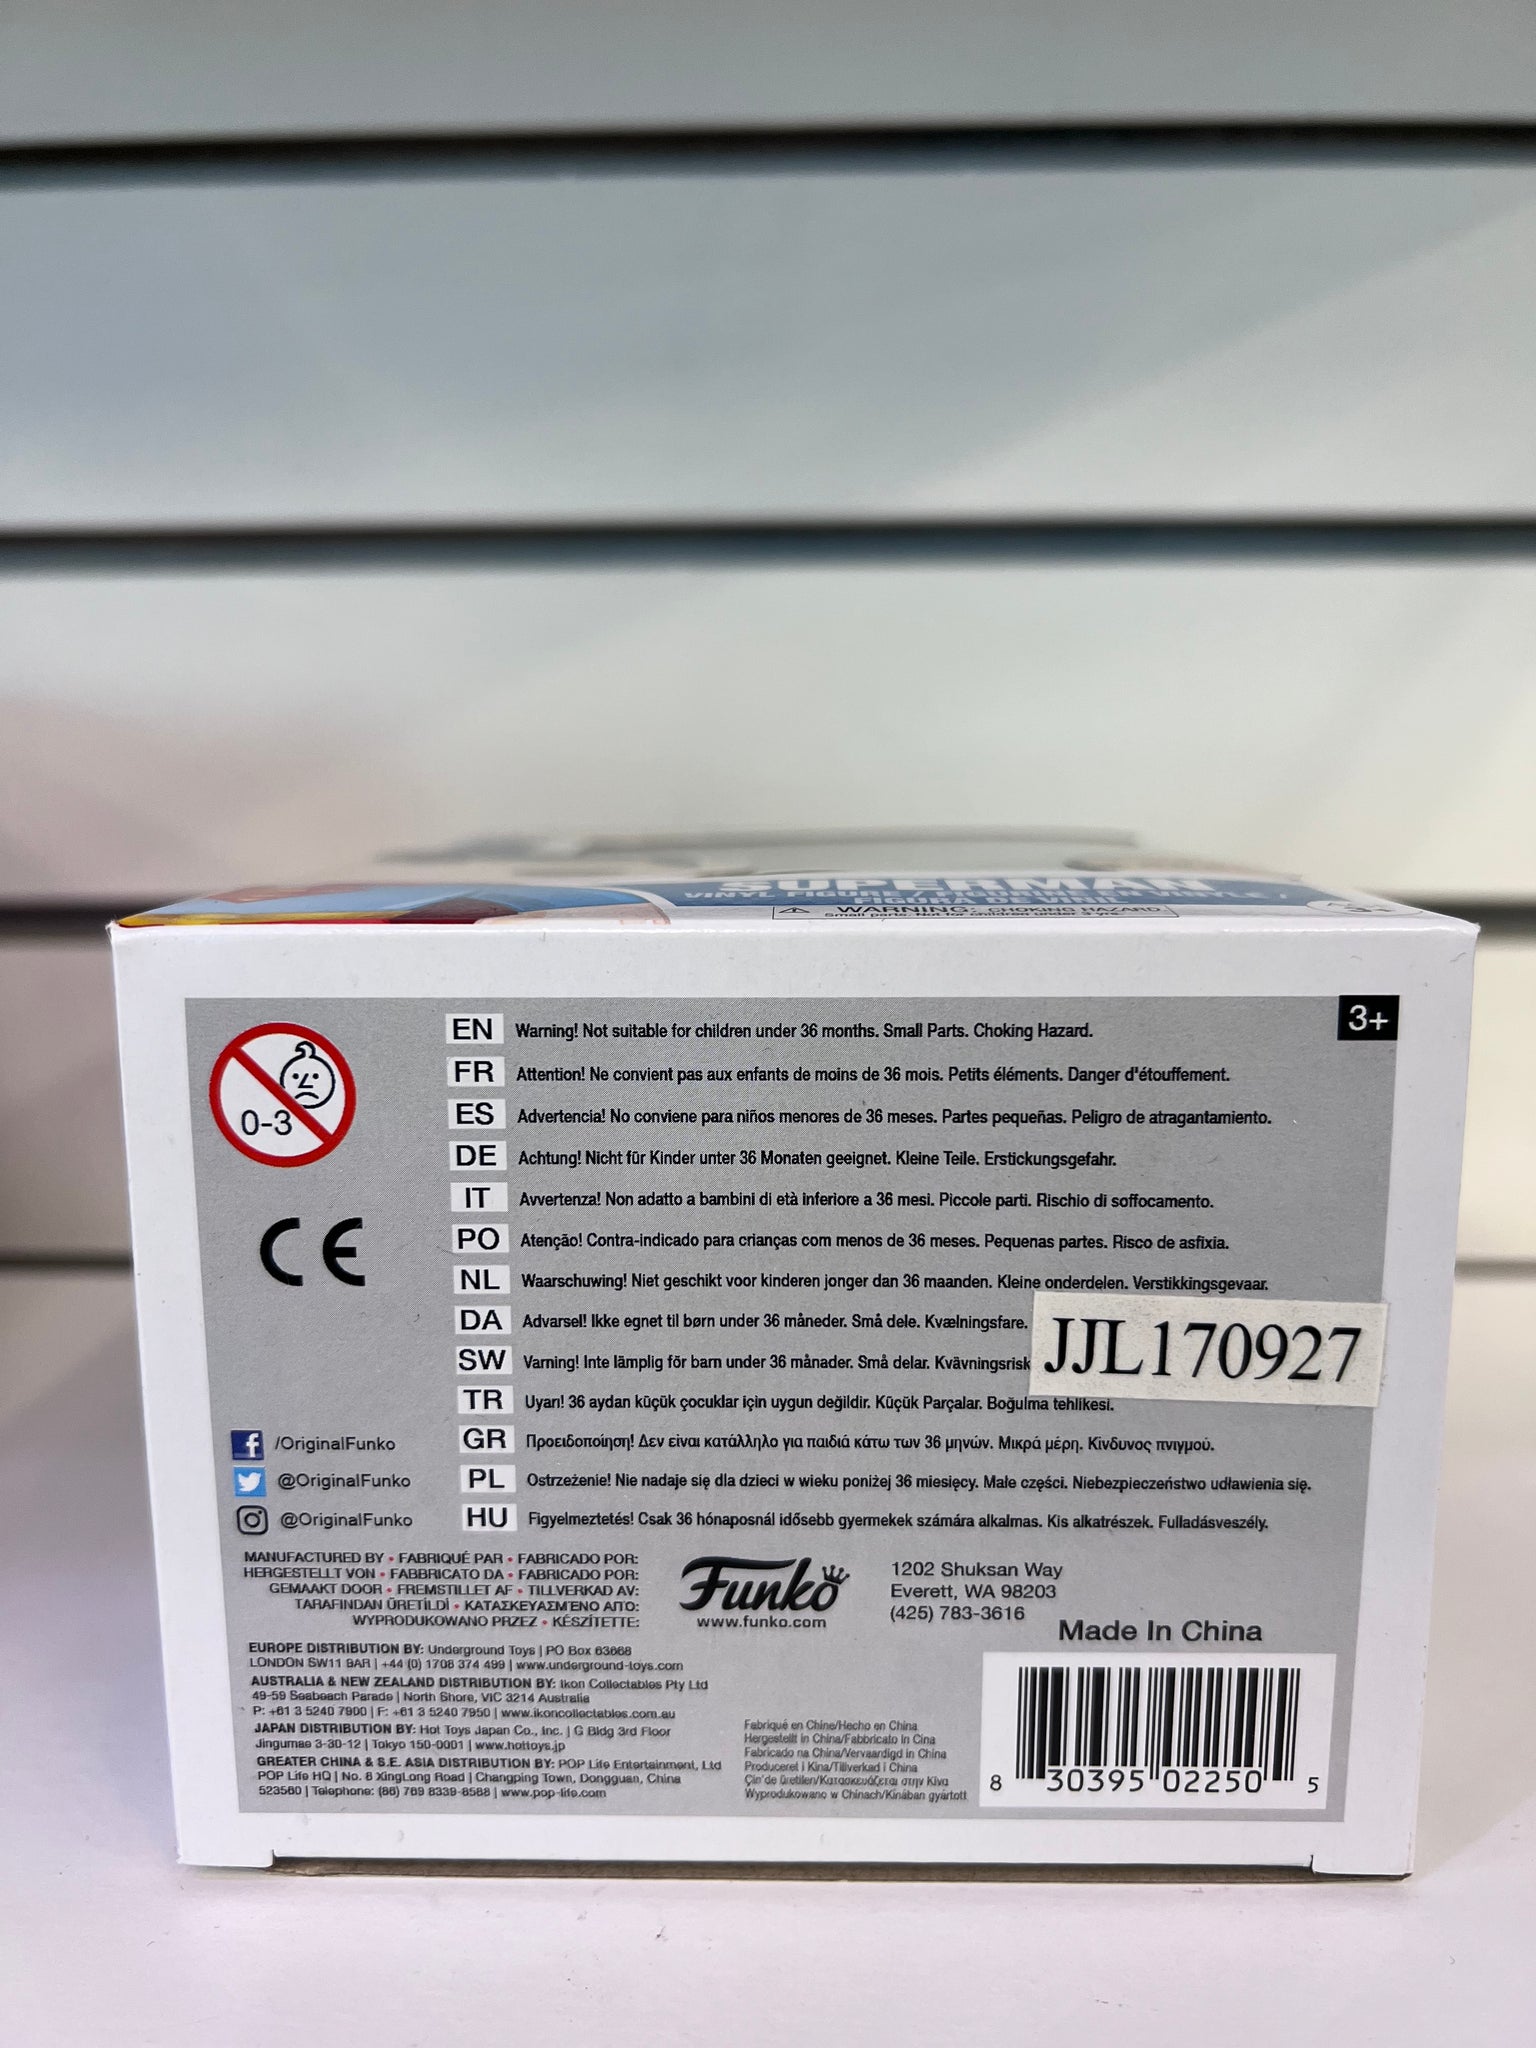 SUPERMAN
FIGURA DE VINIL
WARNING: CHOKING HAZARD
Small parts. Not for children under 3 yrs.
3+
3+
0-3
CE
EN Warning! Not suitable for children under 36 months. Small Parts. Choking Hazard.
FR Attention! Ne convient pas aux enfants de moins de 36 mois. Petits éléments. Danger d'étouffement.
ES Advertencia! No conviene para niños menores de 36 meses. Partes pequeñas. Peligro de atragantamiento.
DE Achtung! Nicht für Kinder unter 36 Monaten geeignet. Kleine Teile. Erstickungsgefahr.
IT Avvertenza! Non adatto a bambini di età inferiore a 36 mesi. Piccole parti. Rischio di soffocamento.
PO Atenção! Contra-indicado para crianças com menos de 36 meses. Pequenas partes. Risco de asfixia.
NL Waarschuwing! Niet geschikt voor kinderen jonger dan 36 maanden. Kleine onderdelen. Verstikkingsgevaar.
DA Advarsel! Ikke egnet til børn under 36 måneder. Små dele. Kvælningsfare.
SW Varning! Inte lämplig för barn under 36 månader. Små delar. Kvävningsrisk
JJL170927
TR Uyarı! 36 aydan küçük çocuklar için uygun değildir. Küçük Parçalar. Boğulma tehlikesi.
GR Προειδοποίηση! Δεν είναι κατάλληλο για παιδιά κάτω των 36 μηνών. Μικρά μέρη. Κίνδυνος πνιγμού.
PL Ostrzeżenie! Nie nadaje się dla dzieci w wieku poniżej 36 miesięcy. Małe części. Niebezpieczeństwo udławienia się.
HU Figyelmeztetés! Csak 36 hónaposnál idősebb gyermekek számára alkalmas. Kis alkatrészek. Fulladásveszély.
/OriginalFunko
@OriginalFunko
@OriginalFunko
MANUFACTURED BY • FABRIQUÉ PAR • FABRICADO POR:
HERGESTELLT VON • FABBRICATO DA • FABRICADO POR:
GEMAAKT DOOR • FREMSTILLET AF • TILLVERKAD AV:
TARAFINDAN ÜRETİLDİ • ΚΑΤΑΣΚΕΥΑΣΜΈΝΟ ΑΠΌ:
WYPRODUKOWANO PRZEZ • KÉSZÍTETTE:
Funko
www.funko.com
1202 Shuksan Way
Everett, WA 98203
(425) 783-3616
Made In China
EUROPE DISTRIBUTION BY: Underground Toys | PO Box 63668
LONDON SW11 9AR | +44 (0) 1708 374 499 | www.underground-toys.com
AUSTRALIA & NEW ZEALAND DISTRIBUTION BY: Ikon Collectables Pty Ltd
49-59 Seabeach Parade | North Shore, VIC 3214 Australia
P: +61 3 5240 7900 | F: +61 3 5240 7950 | www.ikoncollectables.com.au
JAPAN DISTRIBUTION BY: Hot Toys Japan Co., Inc. | G Bldg 3rd Floor
Jingumae 3-30-12 | Tokyo 150-0001 | www.hottoys.jp
GREATER CHINA & S.E. ASIA DISTRIBUTION BY: POP Life Entertainment, Ltd
POP Life HQ | No. 8 XingLong Road | Changping Town, Dongguan, China
523560 | Telephone: (86) 769 8339-8588 | www.pop-life.com
Fabriqué en Chine/Hecho en China
Hergestellt in China/Fabbricato in Cina
Fabricado na China/Vervaardigd in China
Produceret i Kina/Tillverkad i China
Çin'de üretilen/Κατασκευάζεται στην Κίνα
Wyprodukowano w Chinach/Kínában gyártott
8 30395 02250 5